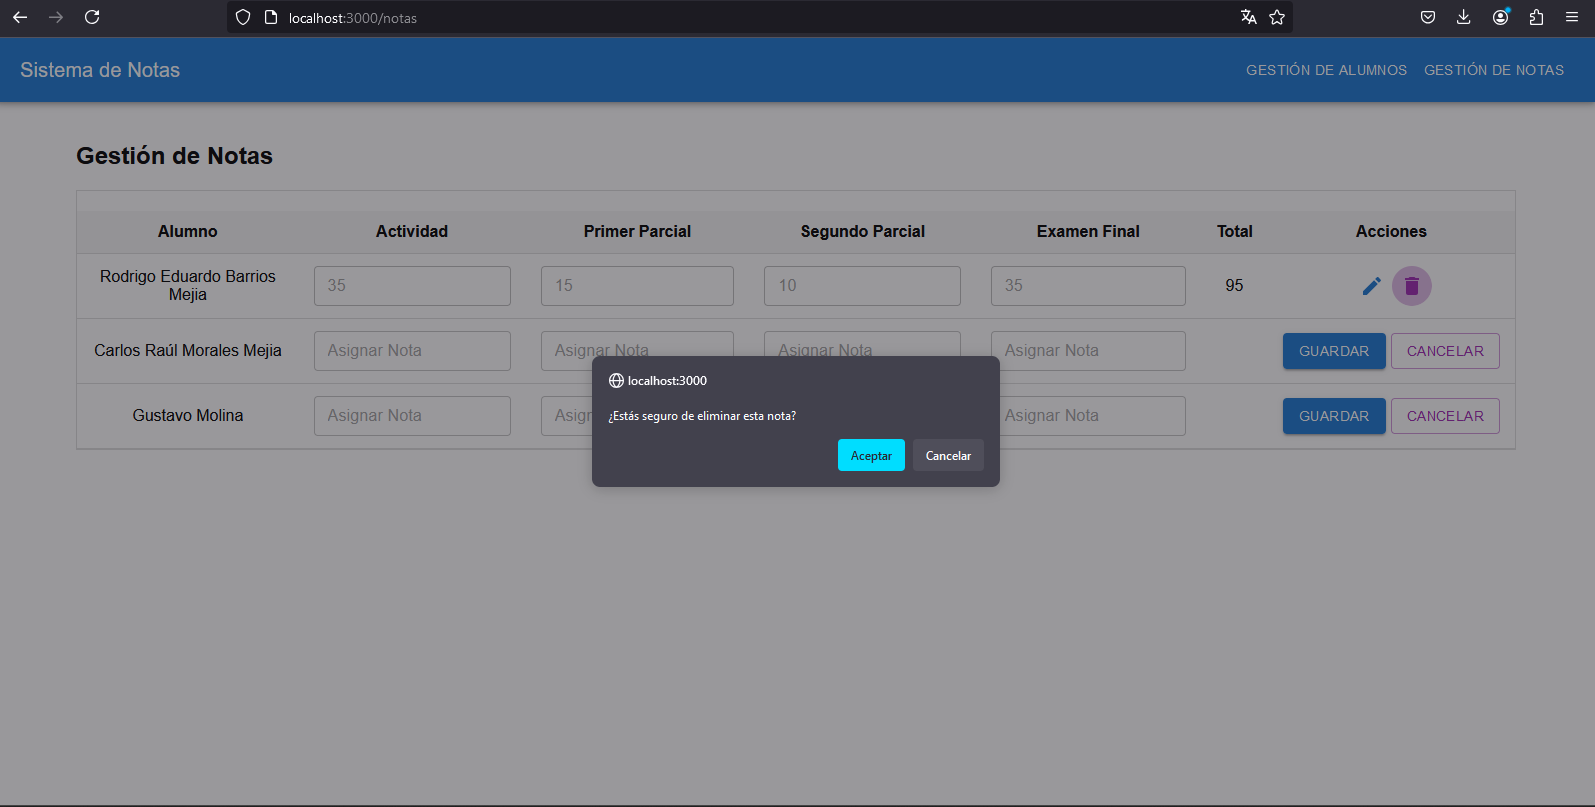 localhost:3000/notas
Sistema de Notas
GESTIÓN DE ALUMNOS
GESTIÓN DE NOTAS
Gestión de Notas
Alumno Actividad Primer Parcial Segundo Parcial Examen Final Total Acciones
Rodrigo Eduardo Barrios
Mejia
35 15 10 35 95
Carlos Raúl Morales Mejia Asignar Nota Asignar Nota Asignar Nota Asignar Nota GUARDAR CANCELAR
Gustavo Molina Asignar Nota Asig Asignar Nota GUARDAR CANCELAR
localhost:3000
¿Estás seguro de eliminar esta nota?
Aceptar Cancelar